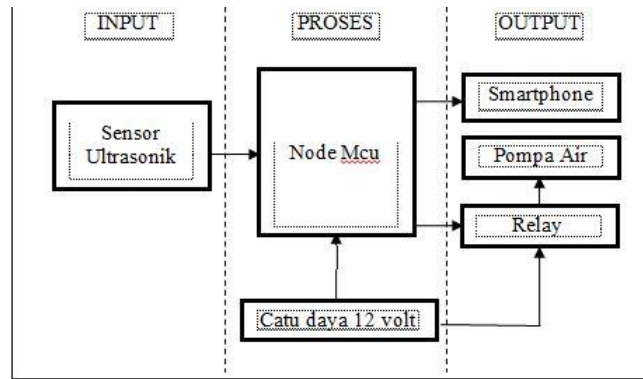 INPUT
PROSES
OUTPUT
Sensor
Ultrasonik
Node Mcu
Smartphone
Pompa Air
Relay
Catu daya 12 volt